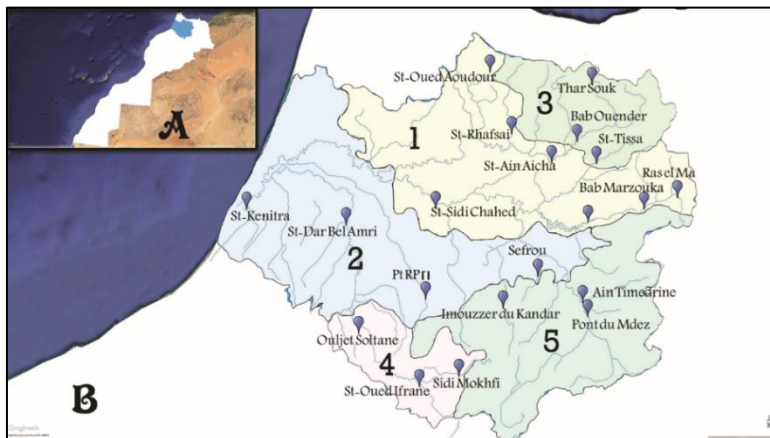 A
St-Oued Aoudour
Thar Souk
3
1
Bab Ouender
St-Rhafsai
St-Tissa
St-Ain Aicha
Ras el Ma
Bab Marzouka
St-Kenitra
St-Sidi Chahed
St-Dar Bel Amri
2
Sefrou
Pt RP11
Ain Timedrine
Imouzzer du Kandar
Pont du Mdez
Ouljet Soltane
5
4
St-Oued Ifrane
Sidi Mokhfi
B